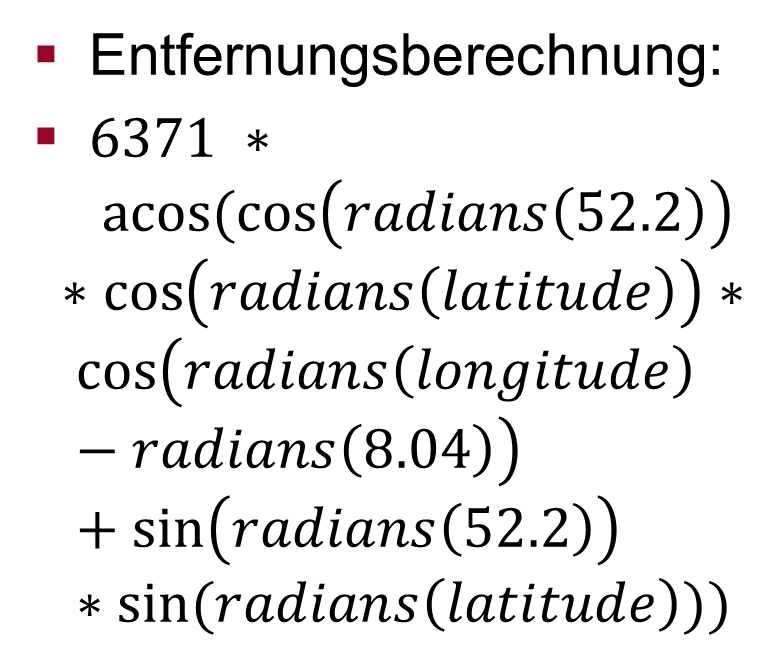 ▪ Entfernungsberechnung:
▪ 6371 *
acos(cos(radians(52.2))
* cos(radians(latitude)) *
cos(radians(longitude)
− radians(8.04))
+ sin(radians(52.2))
* sin(radians(latitude)))